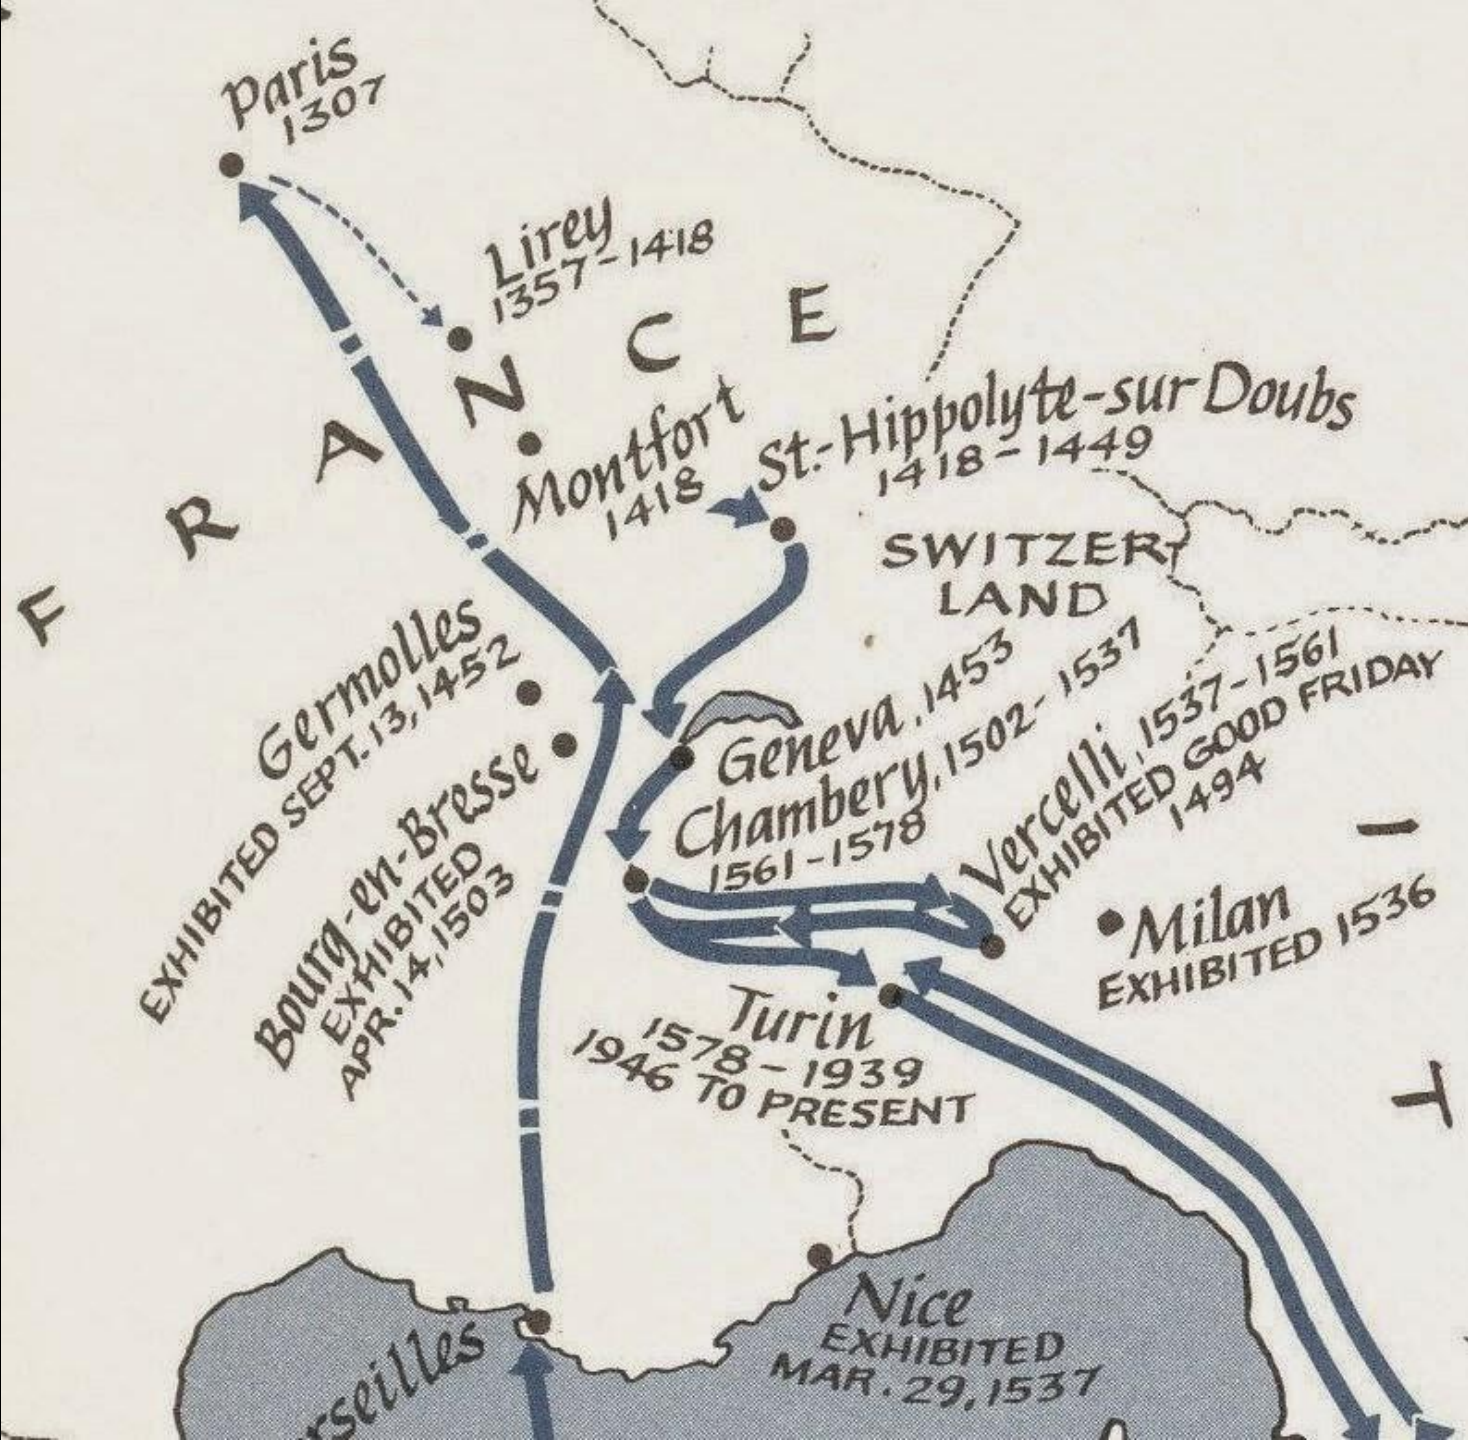 Paris
1307
Lirey
1357-1418
FRANCE
Montfort
1418
St.-Hippolyte-sur Doubs
1418-1449
SWITZER
LAND
Germolles
EXHIBITED SEPT. 13, 1452
Bourg-en-Bresse
EXHIBITED
APR. 14, 1503
Geneva, 1453
Chambery, 1502-1537
1561-1578
Vercelli, 1537-1561
EXHIBITED GOOD FRIDAY
1494
Milan
EXHIBITED 1536
I
T
Turin
1578-1939
1946 TO PRESENT
Nice
EXHIBITED
MAR. 29, 1537
rseilles